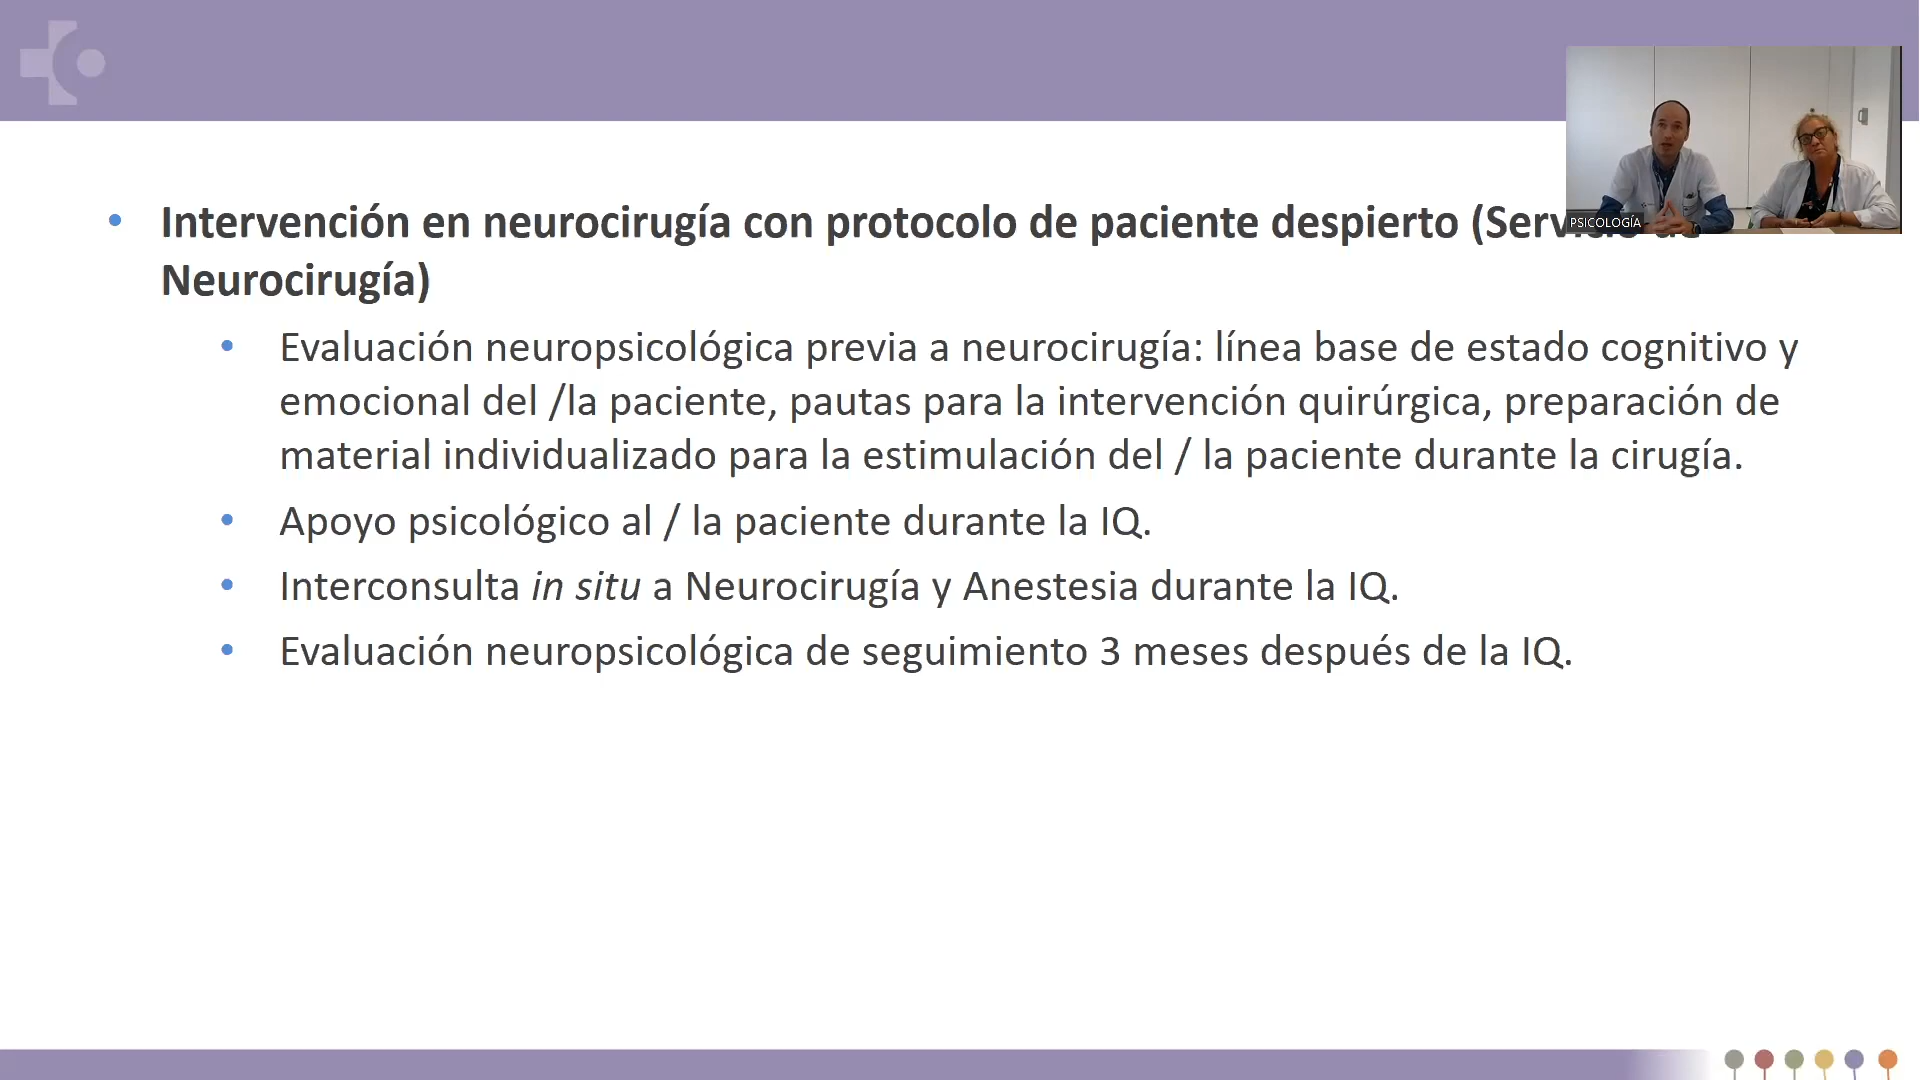 PSICOLOGÍA
Intervención en neurocirugía con protocolo de paciente despierto (Servicio de
Neurocirugía)
Evaluación neuropsicológica previa a neurocirugía: línea base de estado cognitivo y
emocional del /la paciente, pautas para la intervención quirúrgica, preparación de
material individualizado para la estimulación del / la paciente durante la cirugía.
Apoyo psicológico al / la paciente durante la IQ.
Interconsulta in situ a Neurocirugía y Anestesia durante la IQ.
Evaluación neuropsicológica de seguimiento 3 meses después de la IQ.